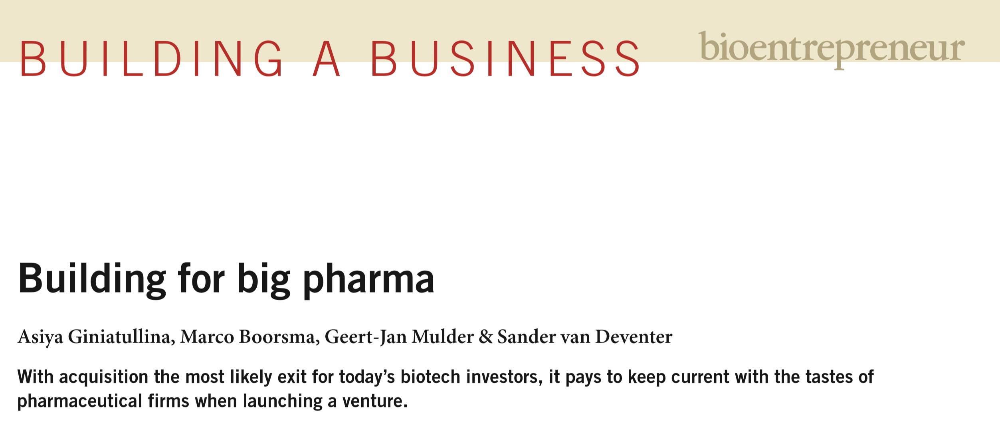 BUILDING A BUSINESS
bioentrepreneur
Building for big pharma
Asiya Giniatullina, Marco Boorsma, Geert-Jan Mulder & Sander van Deventer
With acquisition the most likely exit for today’s biotech investors, it pays to keep current with the tastes of
pharmaceutical firms when launching a venture.